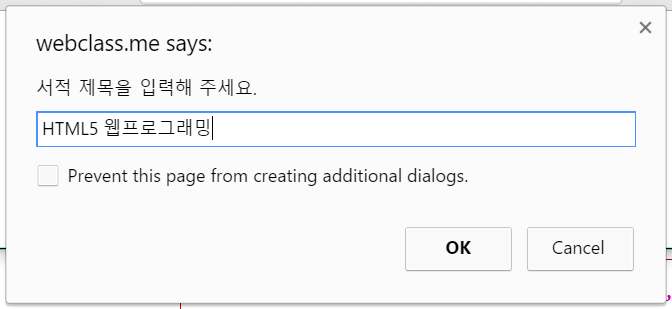 webclass.me says:
서적 제목을 입력해 주세요.
HTML5 웹프로그래밍
Prevent this page from creating additional dialogs.
OK
Cancel